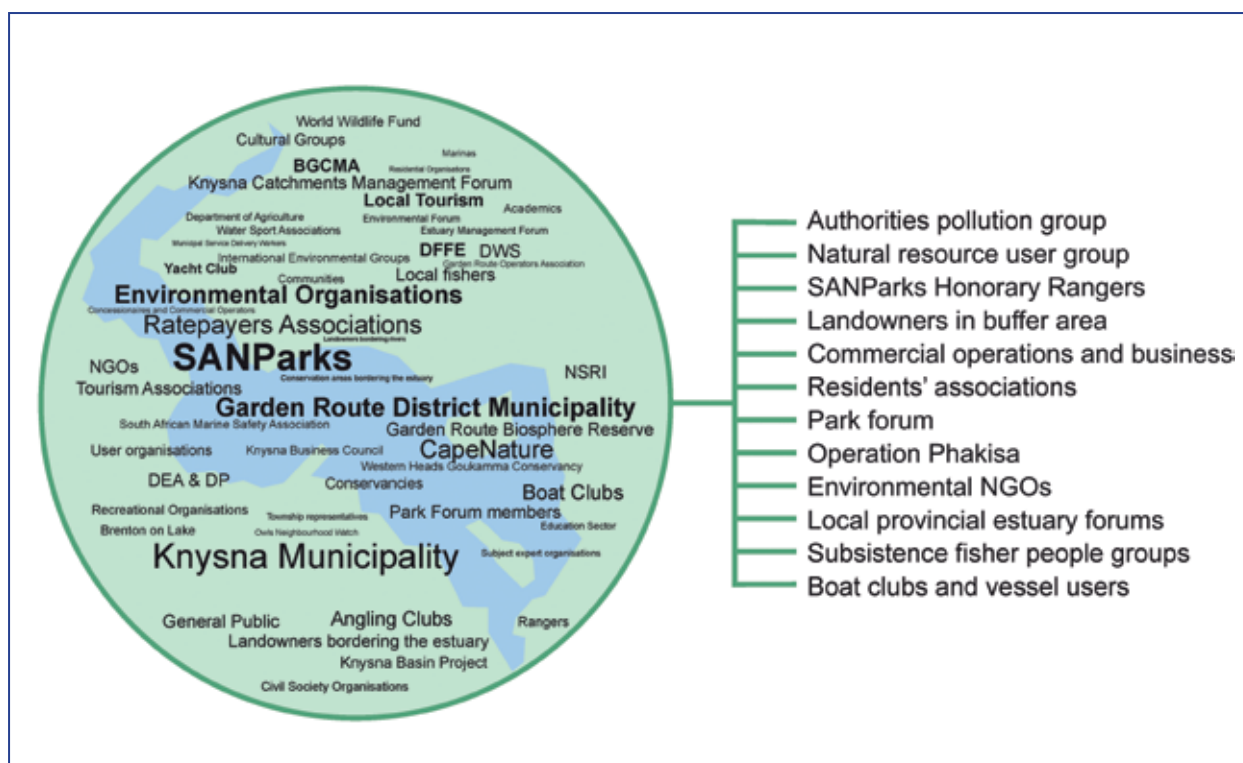 World Wildlife Fund
Cultural Groups
Marinas
BGCMA
Residential Organisations
Knysna Catchments Management Forum
Local Tourism
Academics
Department of Agriculture
Environmental Forum
Water Sport Associations
Estuary Management Forum
Municipal Service Delivery Workers
DFFE
DWS
International Environmental Groups
Garden Route Operators Association
Yacht Club
Communities
Local fishers
Environmental Organisations
Concessionaires and Commercial Operators
Ratepayers Associations
Landowners bordering rivers
SANParks
NGOs
Conservation areas bordering the estuary
NSRI
Tourism Associations
Garden Route District Municipality
South African Marine Safety Association
Garden Route Biosphere Reserve
User organisations
Knysna Business Council
CapeNature
Western Heads Goukamma Conservancy
DEA & DP
Conservancies
Boat Clubs
Recreational Organisations
Township representatives
Park Forum members
Brenton on Lake
Owls Neighbourhood Watch
Education Sector
Knysna Municipality
Subject expert organisations
General Public
Angling Clubs
Rangers
Landowners bordering the estuary
Knysna Basin Project
Civil Society Organisations
Authorities pollution group
Natural resource user group
SANParks Honorary Rangers
Landowners in buffer area
Commercial operations and business
Residents’ associations
Park forum
Operation Phakisa
Environmental NGOs
Local provincial estuary forums
Subsistence fisher people groups
Boat clubs and vessel users